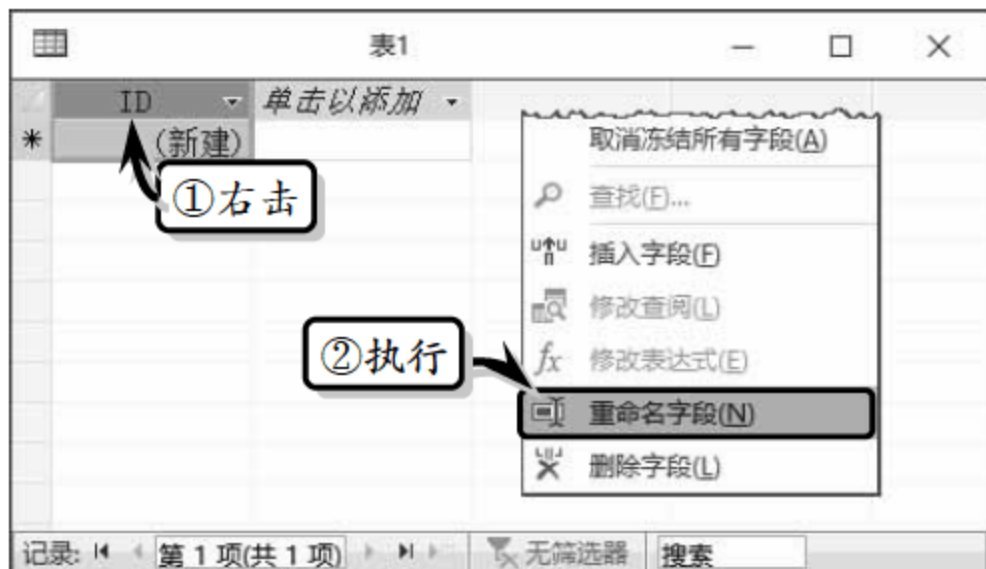 表1
ID
单击以添加
(新建)
①右击
取消冻结所有字段(A)
查找(F)...
插入字段(F)
修改查阅(L)
修改表达式(E)
②执行
重命名字段(N)
删除字段(L)
记录: 第 1 项(共 1 项) 无筛选器 搜索